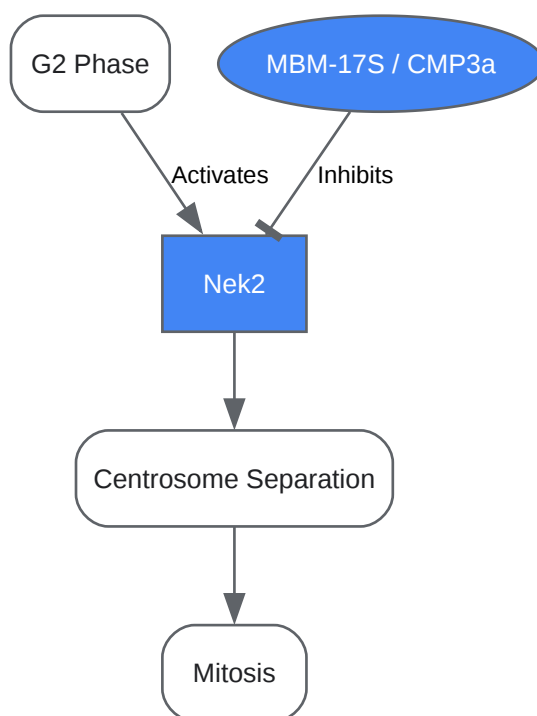 G2 Phase
MBM-17S / CMP3a
Activates
Inhibits
Nek2
Centrosome Separation
Mitosis